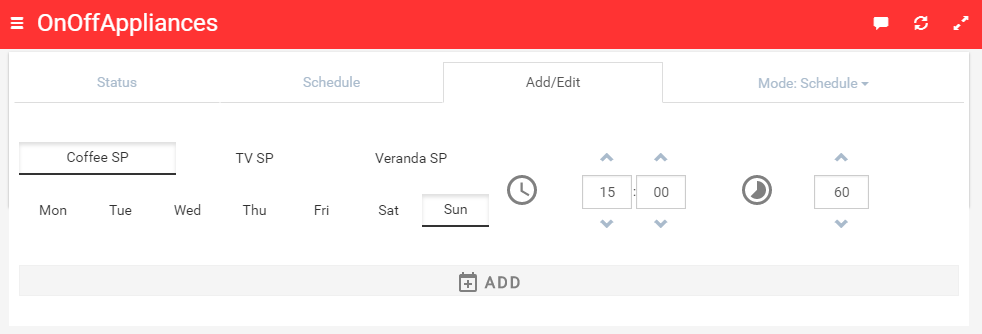 OnOffAppliances
Status Schedule Add/Edit Mode: Schedule
Coffee SP TV SP Veranda SP
15 : 00 60
Mon Tue Wed Thu Fri Sat Sun
ADD